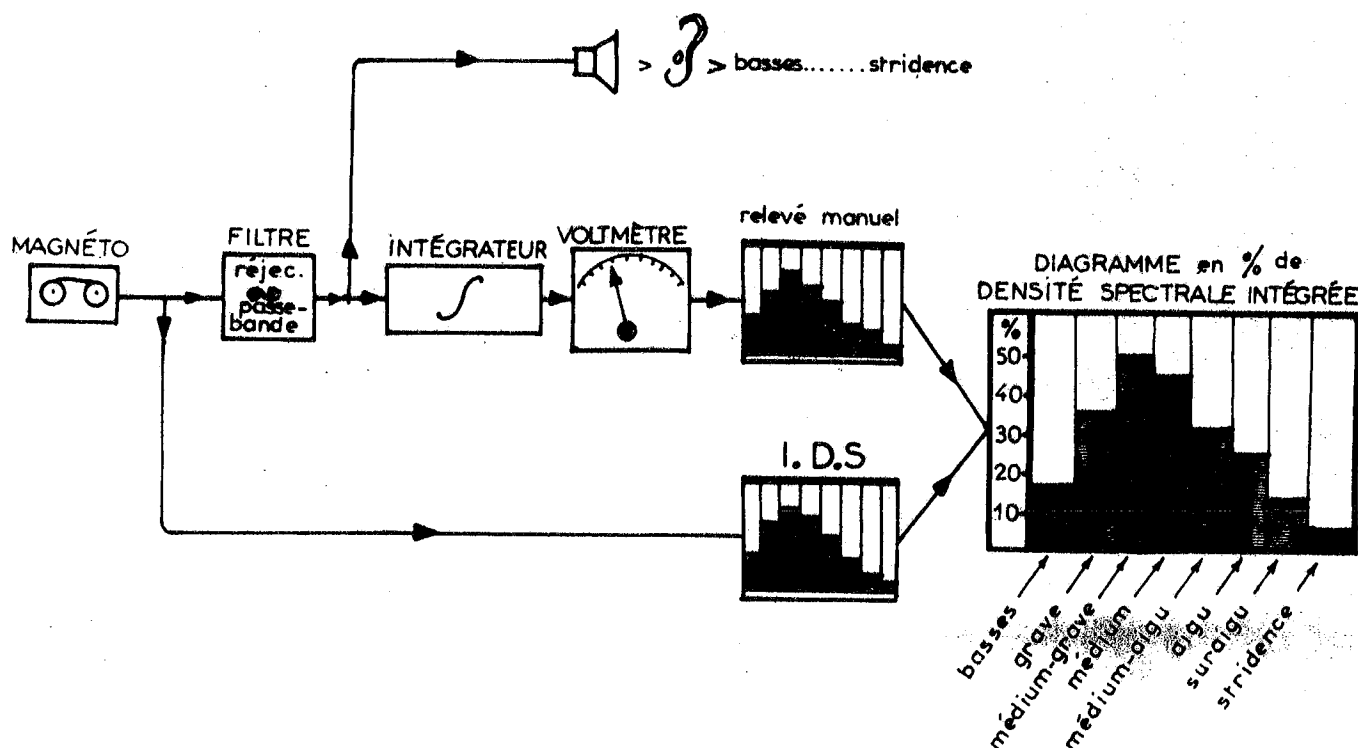 > > basses.......stridence
MAGNÉTO
FILTRE
réjec.
passe-
bande
INTÉGRATEUR
∫
VOLTMÈTRE
relevé manuel
I.D.S
DIAGRAMME en % de
DENSITÉ SPECTRALE INTÉGRÉE
%
50
40
30
20
10
basses
grave
médium-grave
médium
médium-aigu
aigu
suraigu
stridence